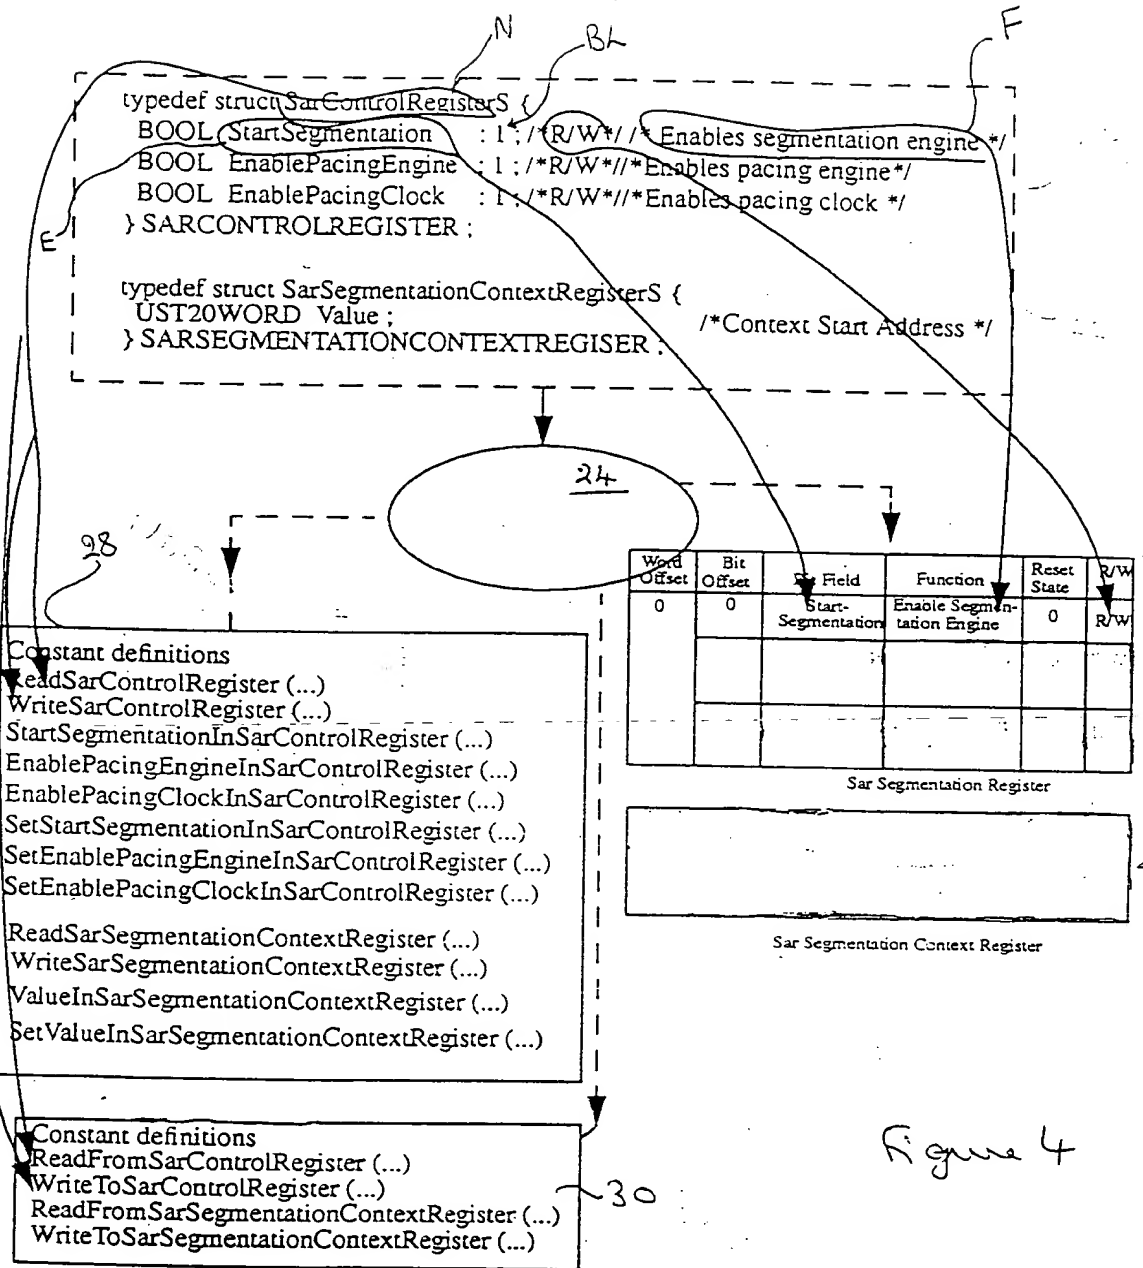 N
BL
F
typedef struct SarControlRegisterS {
BOOL StartSegmentation : 1 ; /*R/W*/ /* Enables segmentation engine */
BOOL EnablePacingEngine : 1 ; /*R/W*//*Enables pacing engine*/
BOOL EnablePacingClock : 1 ; /*R/W*//*Enables pacing clock */
E
} SARCONTROLREGISTER ;
typedef struct SarSegmentationContextRegisterS {
UST20WORD Value ; /*Context Start Address */
} SARSEGMENTATIONCONTEXTREGISER ;
24
28
Word Offset Bit Offset Field Function Reset State R/W
0 0 Start-Segmentation Enable Segmen-tation Engine 0 R/W
Sar Segmentation Register
Sar Segmentation Context Register
Constant definitions
ReadSarControlRegister (...)
WriteSarControlRegister (...)
StartSegmentationInSarControlRegister (...)
EnablePacingEngineInSarControlRegister (...)
EnablePacingClockInSarControlRegister (...)
SetStartSegmentationInSarControlRegister (...)
SetEnablePacingEngineInSarControlRegister (...)
SetEnablePacingClockInSarControlRegister (...)
ReadSarSegmentationContextRegister (...)
WriteSarSegmentationContextRegister (...)
ValueInSarSegmentationContextRegister (...)
SetValueInSarSegmentationContextRegister (...)
Constant definitions
ReadFromSarControlRegister (...)
WriteToSarControlRegister (...)
ReadFromSarSegmentationContextRegister (...)
WriteToSarSegmentationContextRegister (...)
30
Figure 4